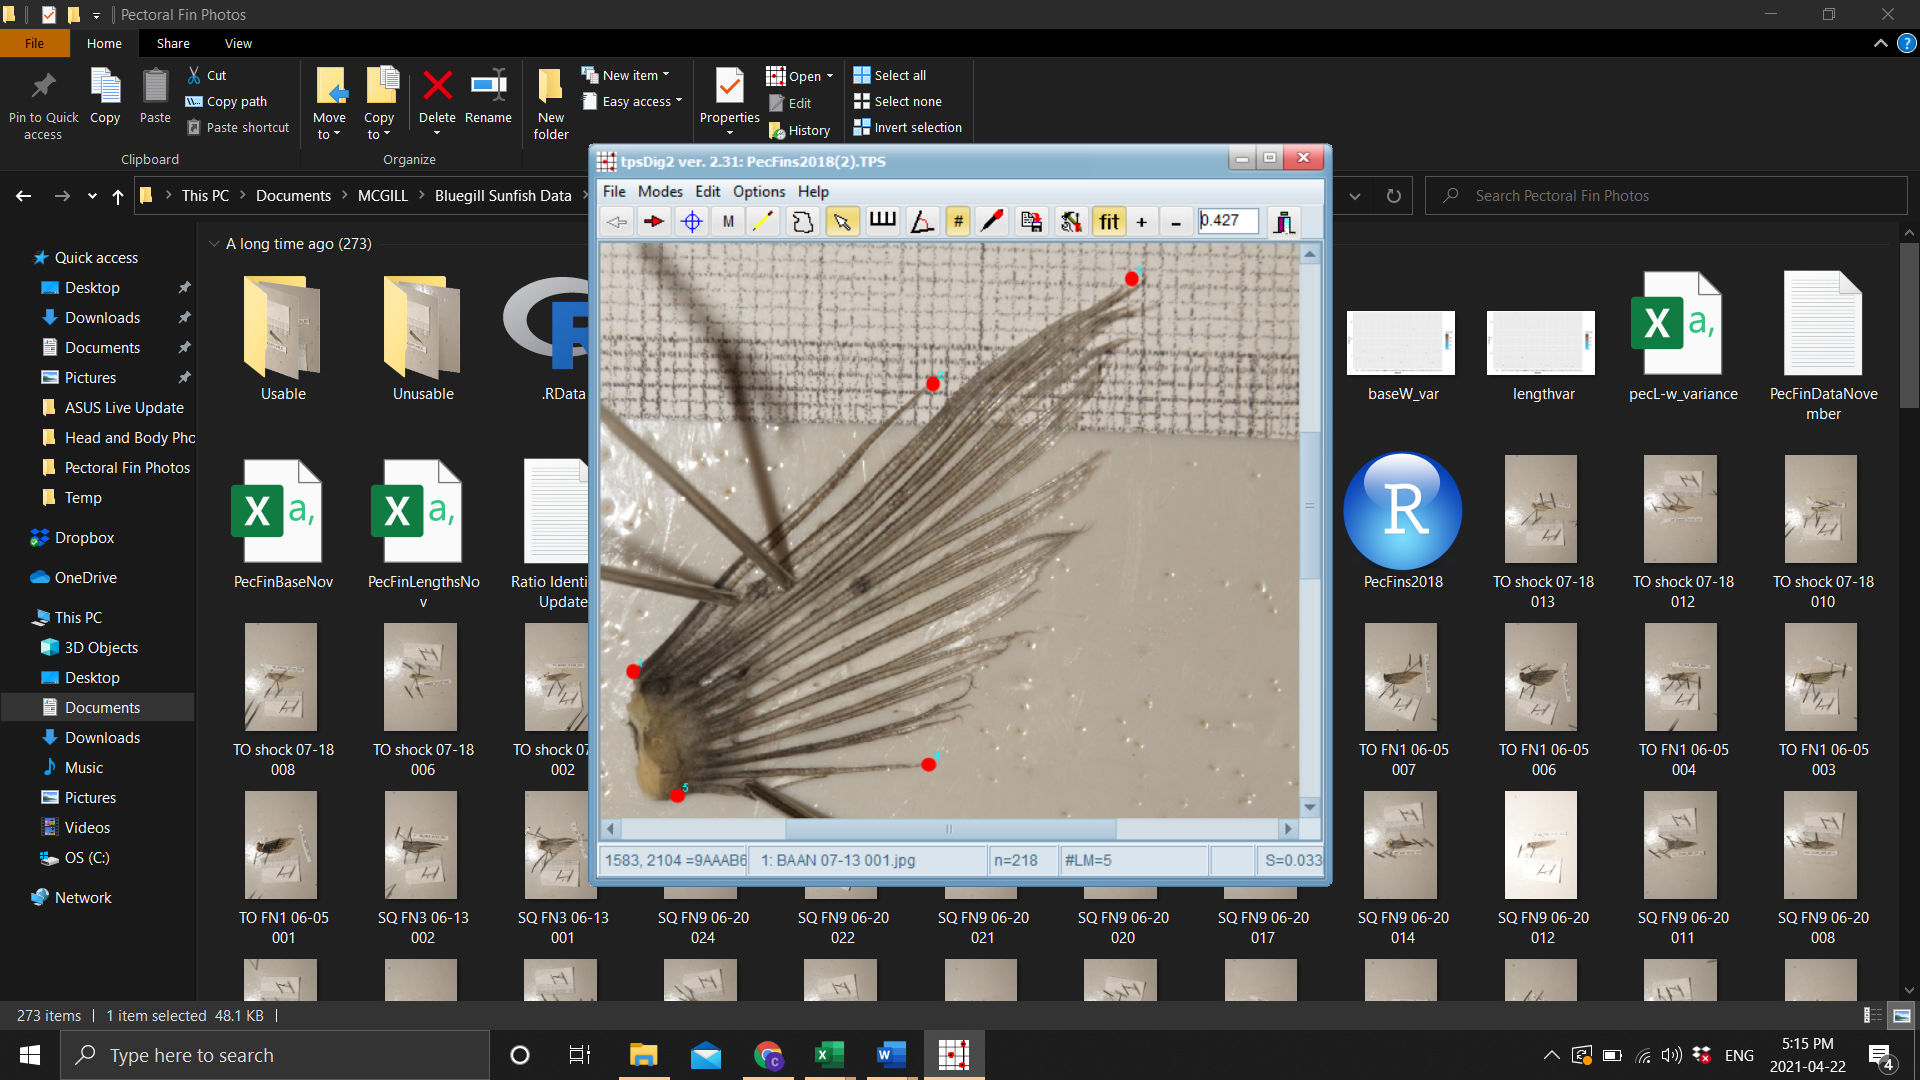 Pectoral Fin Photos
File
Home
Share
View
Pin to Quick access
Copy
Paste
Cut
Copy path
Paste shortcut
Clipboard
Move to
Copy to
Delete
Rename
Organize
New folder
New item
Easy access
Properties
Open
Edit
History
Select all
Select none
Invert selection
This PC
Documents
MCGILL
Bluegill Sunfish Data
Search Pectoral Fin Photos
Quick access
Desktop
Downloads
Documents
Pictures
ASUS Live Update
Head and Body Pho
Pectoral Fin Photos
Temp
Dropbox
OneDrive
This PC
3D Objects
Desktop
Documents
Downloads
Music
Pictures
Videos
OS (C:)
Network
A long time ago (273)
Usable
Unusable
.RData
baseW_var
lengthvar
pecL-w_variance
PecFinDataNove
mber
PecFinBaseNov
PecFinLengthsNo
v
Ratio Identi
Update
PecFins2018
TO shock 07-18
013
TO shock 07-18
012
TO shock 07-18
010
TO shock 07-18
008
TO shock 07-18
006
TO shock 07-
002
TO FN1 06-05
007
TO FN1 06-05
006
TO FN1 06-05
004
TO FN1 06-05
003
TO FN1 06-05
001
SQ FN3 06-13
002
SQ FN3 06-13
001
SQ FN9 06-20
024
SQ FN9 06-20
022
SQ FN9 06-20
021
SQ FN9 06-20
020
SQ FN9 06-20
017
SQ FN9 06-20
014
SQ FN9 06-20
012
SQ FN9 06-20
011
SQ FN9 06-20
008
tpsDig2 ver. 2.31: PecFins2018(2).TPS
File Modes Edit Options Help
M
#
fit
+
-
0.427
5
1583, 2104 =9AAAB6
1: BAAN 07-13 001.jpg
n=218
#LM=5
S=0.033
273 items
1 item selected 48.1 KB
Type here to search
ENG
5:15 PM
2021-04-22
4